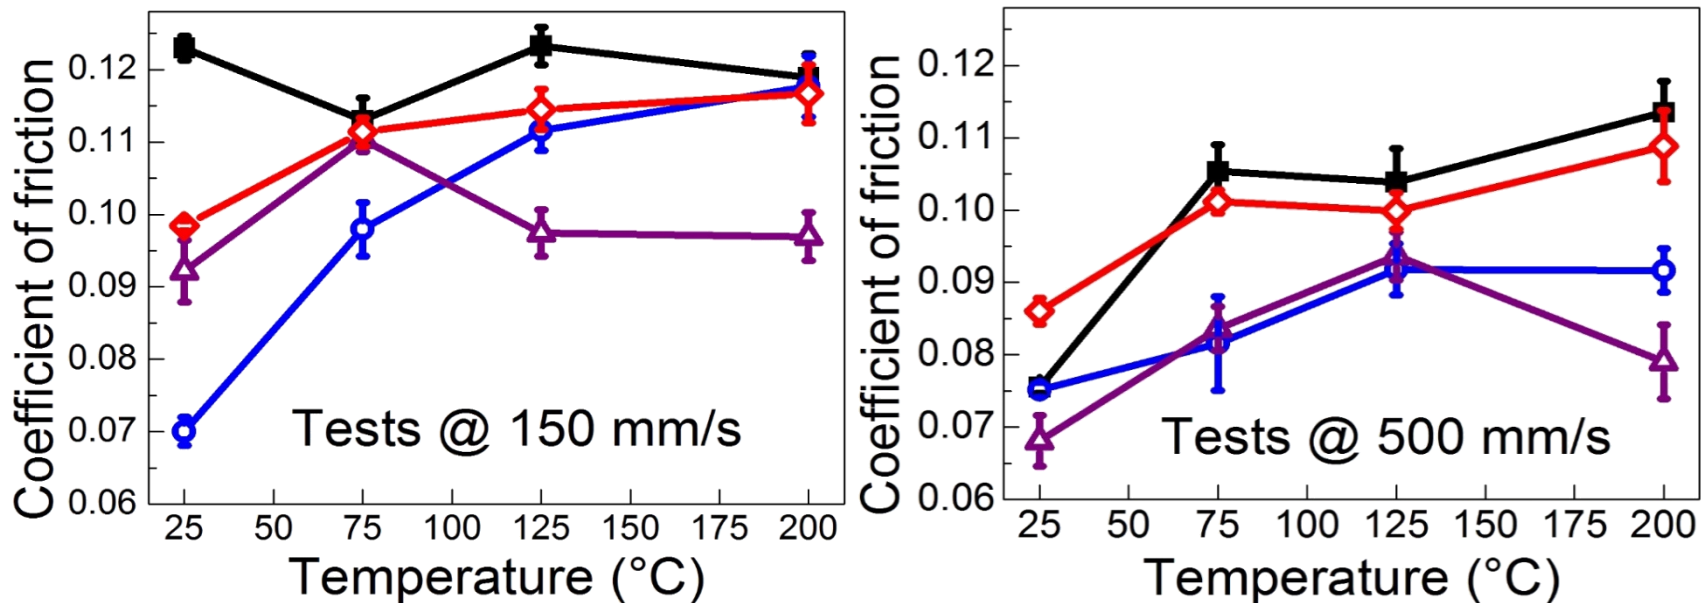 Coefficient of friction
0.12
0.11
0.10
0.09
0.08
0.07
0.06
Tests @ 150 mm/s
25 50 75 100 125 150 175 200
Temperature (°C)
Coefficient of friction
0.12
0.11
0.10
0.09
0.08
0.07
0.06
Tests @ 500 mm/s
25 50 75 100 125 150 175 200
Temperature (°C)